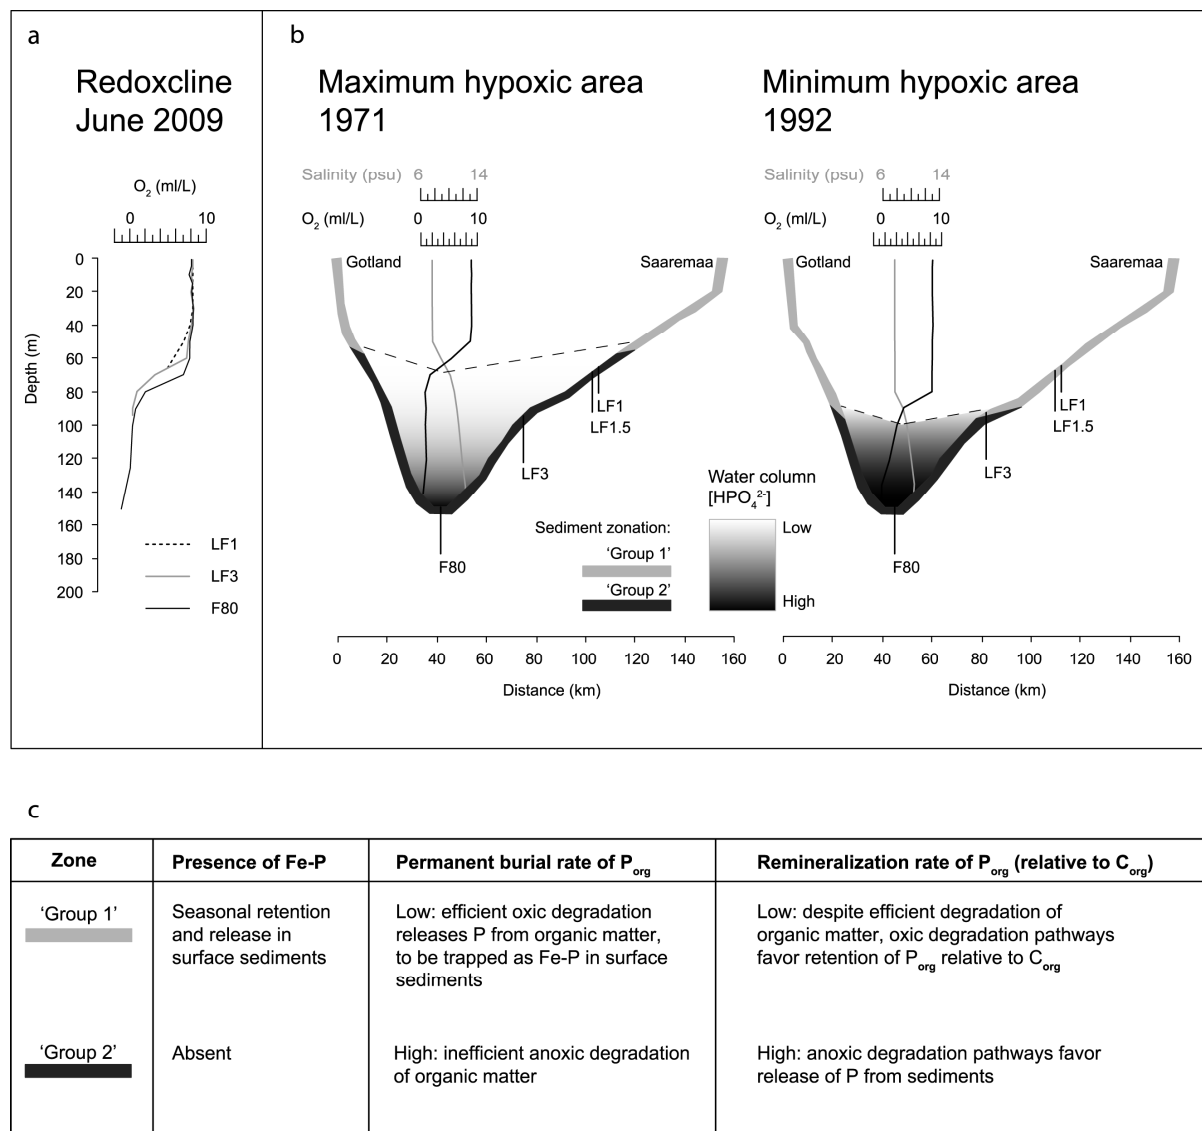 a
Redoxcline
June 2009
O2 (ml/L)
0 10
0
20
40
60
80
100
120
140
160
180
200
Depth (m)
LF1
LF3
F80
b
Maximum hypoxic area
1971
Salinity (psu) 6 14
O2 (ml/L) 0 10
Gotland
Saaremaa
LF1
LF1.5
LF3
F80
0 20 40 60 80 100 120 140 160
Distance (km)
Sediment zonation:
'Group 1'
'Group 2'
Water column
[HPO4 2-]
Low
High
Minimum hypoxic area
1992
Salinity (psu) 6 14
O2 (ml/L) 0 10
Gotland
Saaremaa
LF1
LF1.5
LF3
F80
0 20 40 60 80 100 120 140 160
Distance (km)
c
Zone
Presence of Fe-P
Permanent burial rate of Porg
Remineralization rate of Porg (relative to Corg)
'Group 1'
Seasonal retention
and release in
surface sediments
Low: efficient oxic degradation
releases P from organic matter,
to be trapped as Fe-P in surface
sediments
Low: despite efficient degradation of
organic matter, oxic degradation pathways
favor retention of Porg relative to Corg
'Group 2'
Absent
High: inefficient anoxic degradation
of organic matter
High: anoxic degradation pathways favor
release of P from sediments